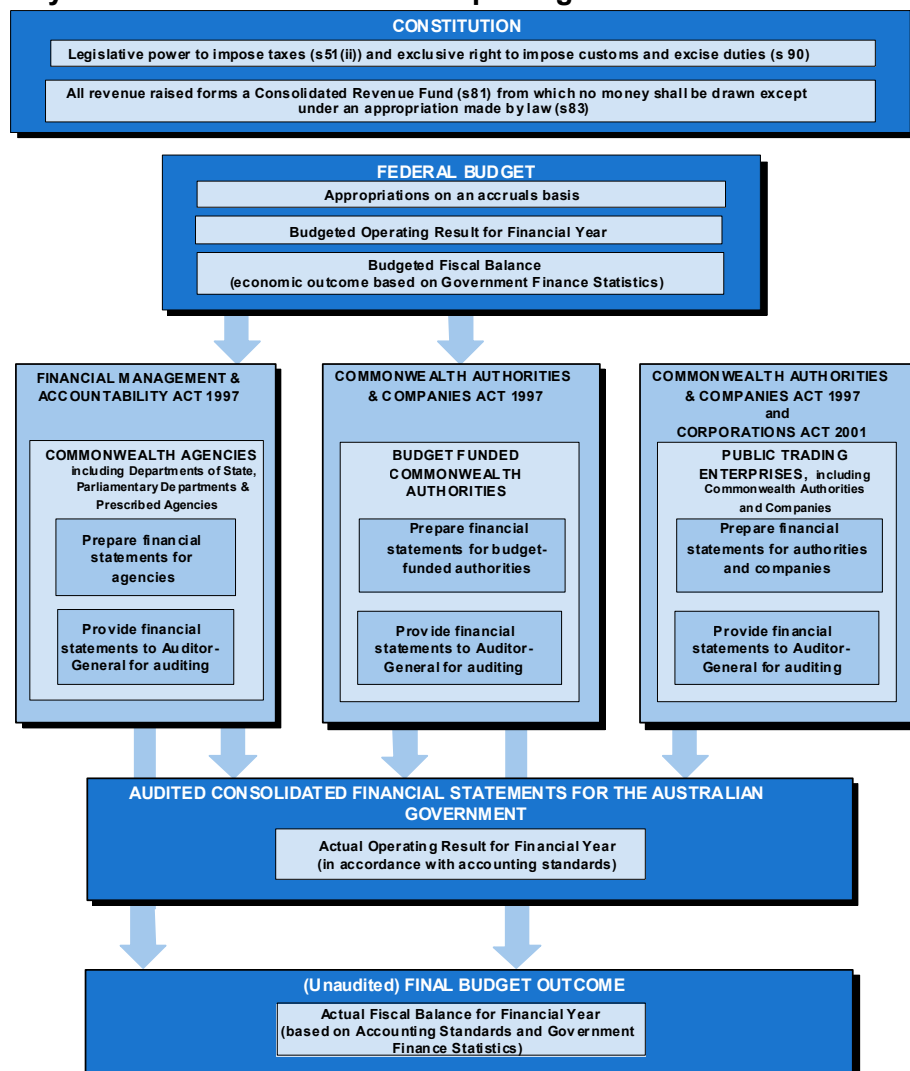 CONSTITUTION
Legislative power to impose taxes (s51(ii)) and exclusive right to impose customs and excise duties (s 90)
All revenue raised forms a Consolidated Revenue Fund (s81) from which no money shall be drawn except
under an appropriation made by law (s83)
FEDERAL BUDGET
Appropriations on an accruals basis
Budgeted Operating Result for Financial Year
Budgeted Fiscal Balance
(economic outcome based on Government Finance Statistics)
FINANCIAL MANAGEMENT &
ACCOUNTABILITY ACT 1997
COMMONWEALTH AGENCIES
including Departments of State,
Parliamentary Departments &
Prescribed Agencies
Prepare financial
statements for
agencies
Provide financial
statements to Auditor-
General for auditing
COMMONWEALTH AUTHORITIES
& COMPANIES ACT 1997
BUDGET FUNDED
COMMONWEALTH
AUTHORITIES
Prepare financial
statements for budget-
funded authorities
Provide financial
statements to Auditor-
General for auditing
COMMONWEALTH AUTHORITIES
& COMPANIES ACT 1997
and
CORPORATIONS ACT 2001
PUBLIC TRADING
ENTERPRISES, including
Commonwealth Authorities
and Companies
Prepare financial
statements for authorities
and companies
Provide financial
statements to Auditor-
General for auditing
AUDITED CONSOLIDATED FINANCIAL STATEMENTS FOR THE AUSTRALIAN
GOVERNMENT
Actual Operating Result for Financial Year
(in accordance with accounting standards)
(Unaudited) FINAL BUDGET OUTCOME
Actual Fiscal Balance for Financial Year
(based on Accounting Standards and Government
Finance Statistics)